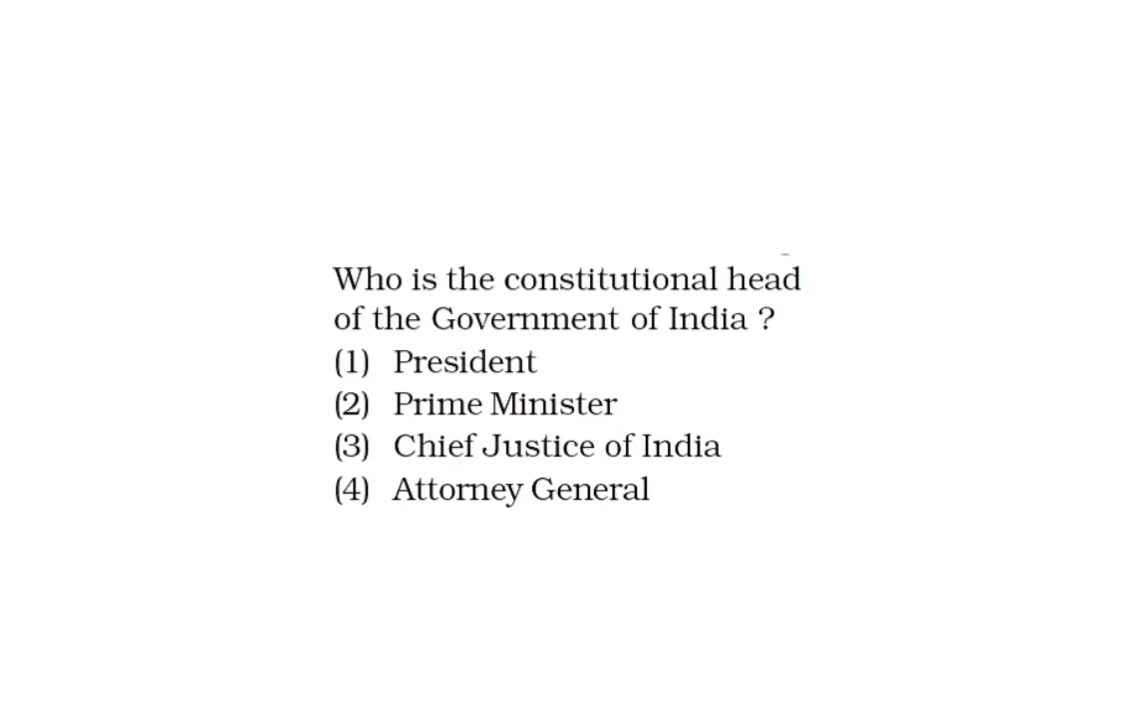 Who is the constitutional head
of the Government of India ?
(1) President
(2) Prime Minister
(3) Chief Justice of India
(4) Attorney General